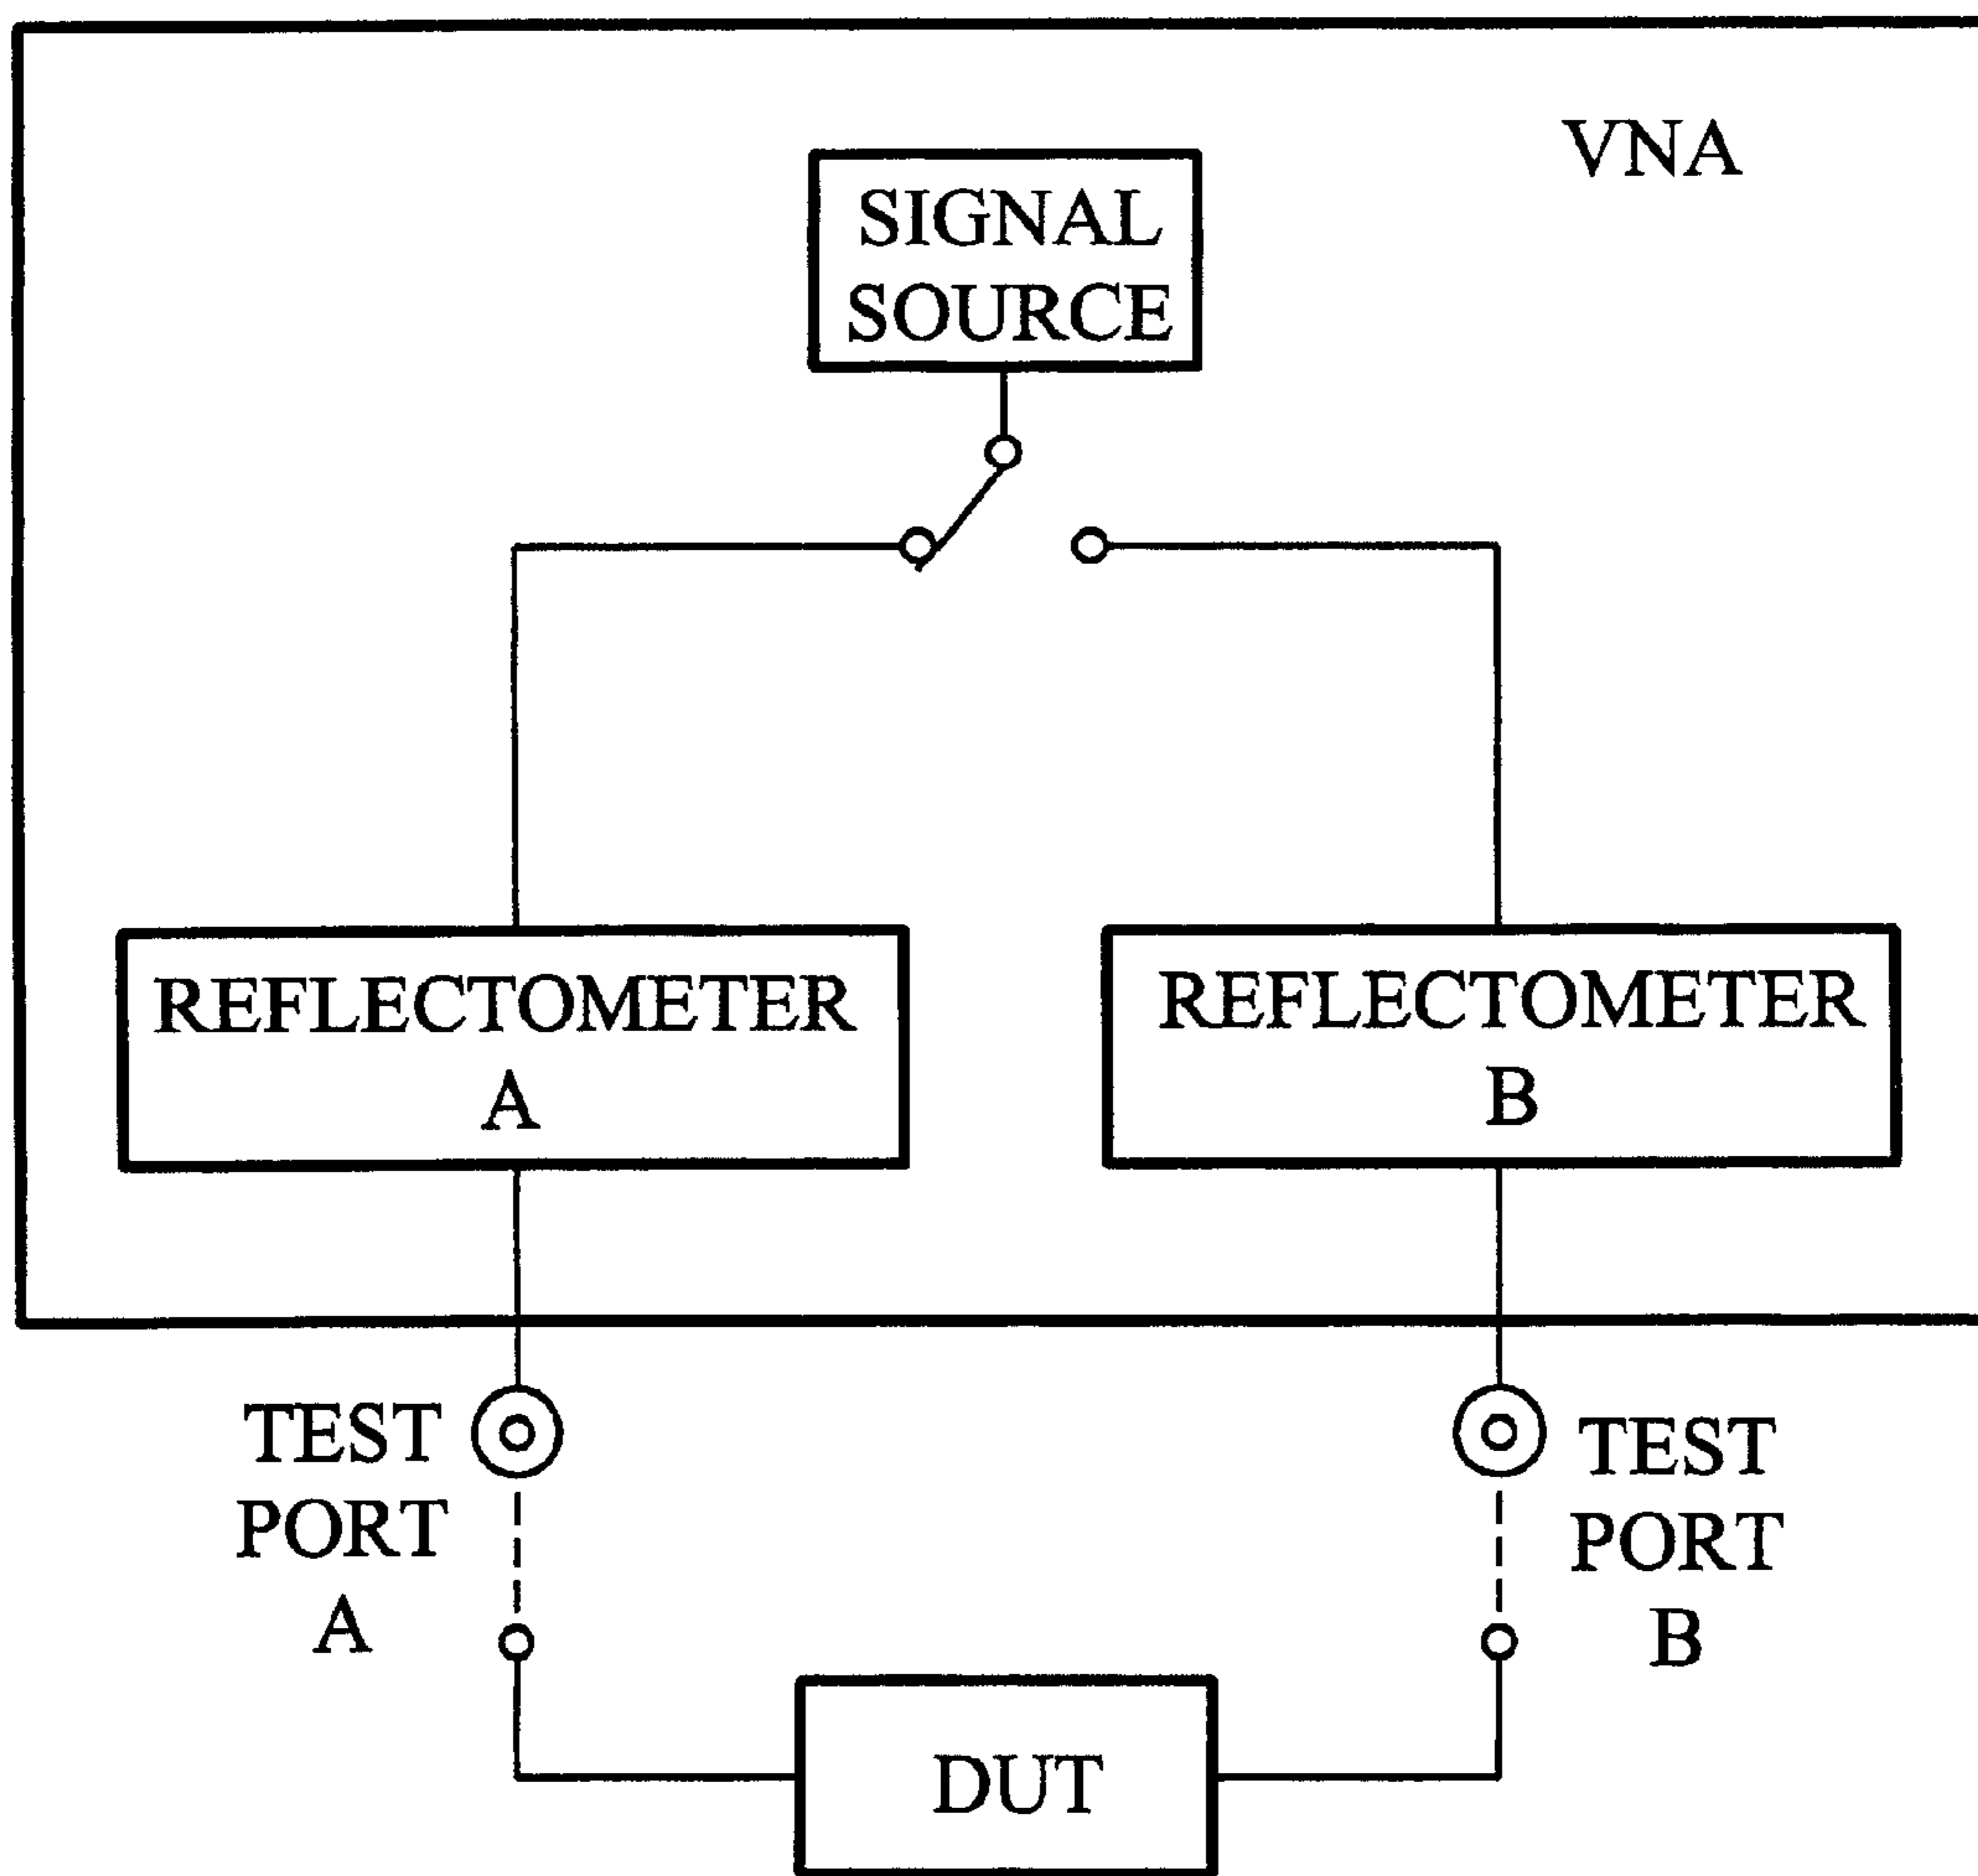 VNA
SIGNAL
SOURCE
REFLECTOMETER
A
REFLECTOMETER
B
TEST
PORT
A
TEST
PORT
B
DUT